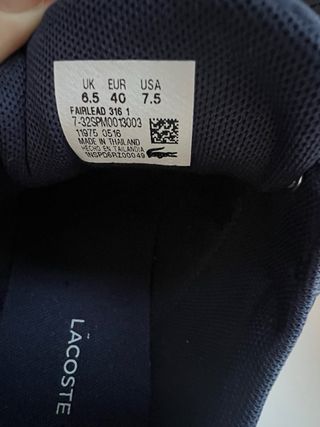 UK EUR USA
6.5 40 7.5
FAIRLEAD 316 1
7-32SPM0013003
11975 0516
MADE IN THAILAND
HECHO EN TAILANDIA
1NSPD6RZ00049
LACOSTE